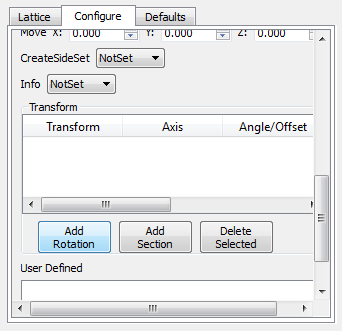 Lattice Configure Defaults
Move X: 0.000 Y: 0.000 Z: 0.000
CreateSideSet NotSet
Info NotSet
Transform
Transform Axis Angle/Offset
Add Rotation Add Section Delete Selected
User Defined